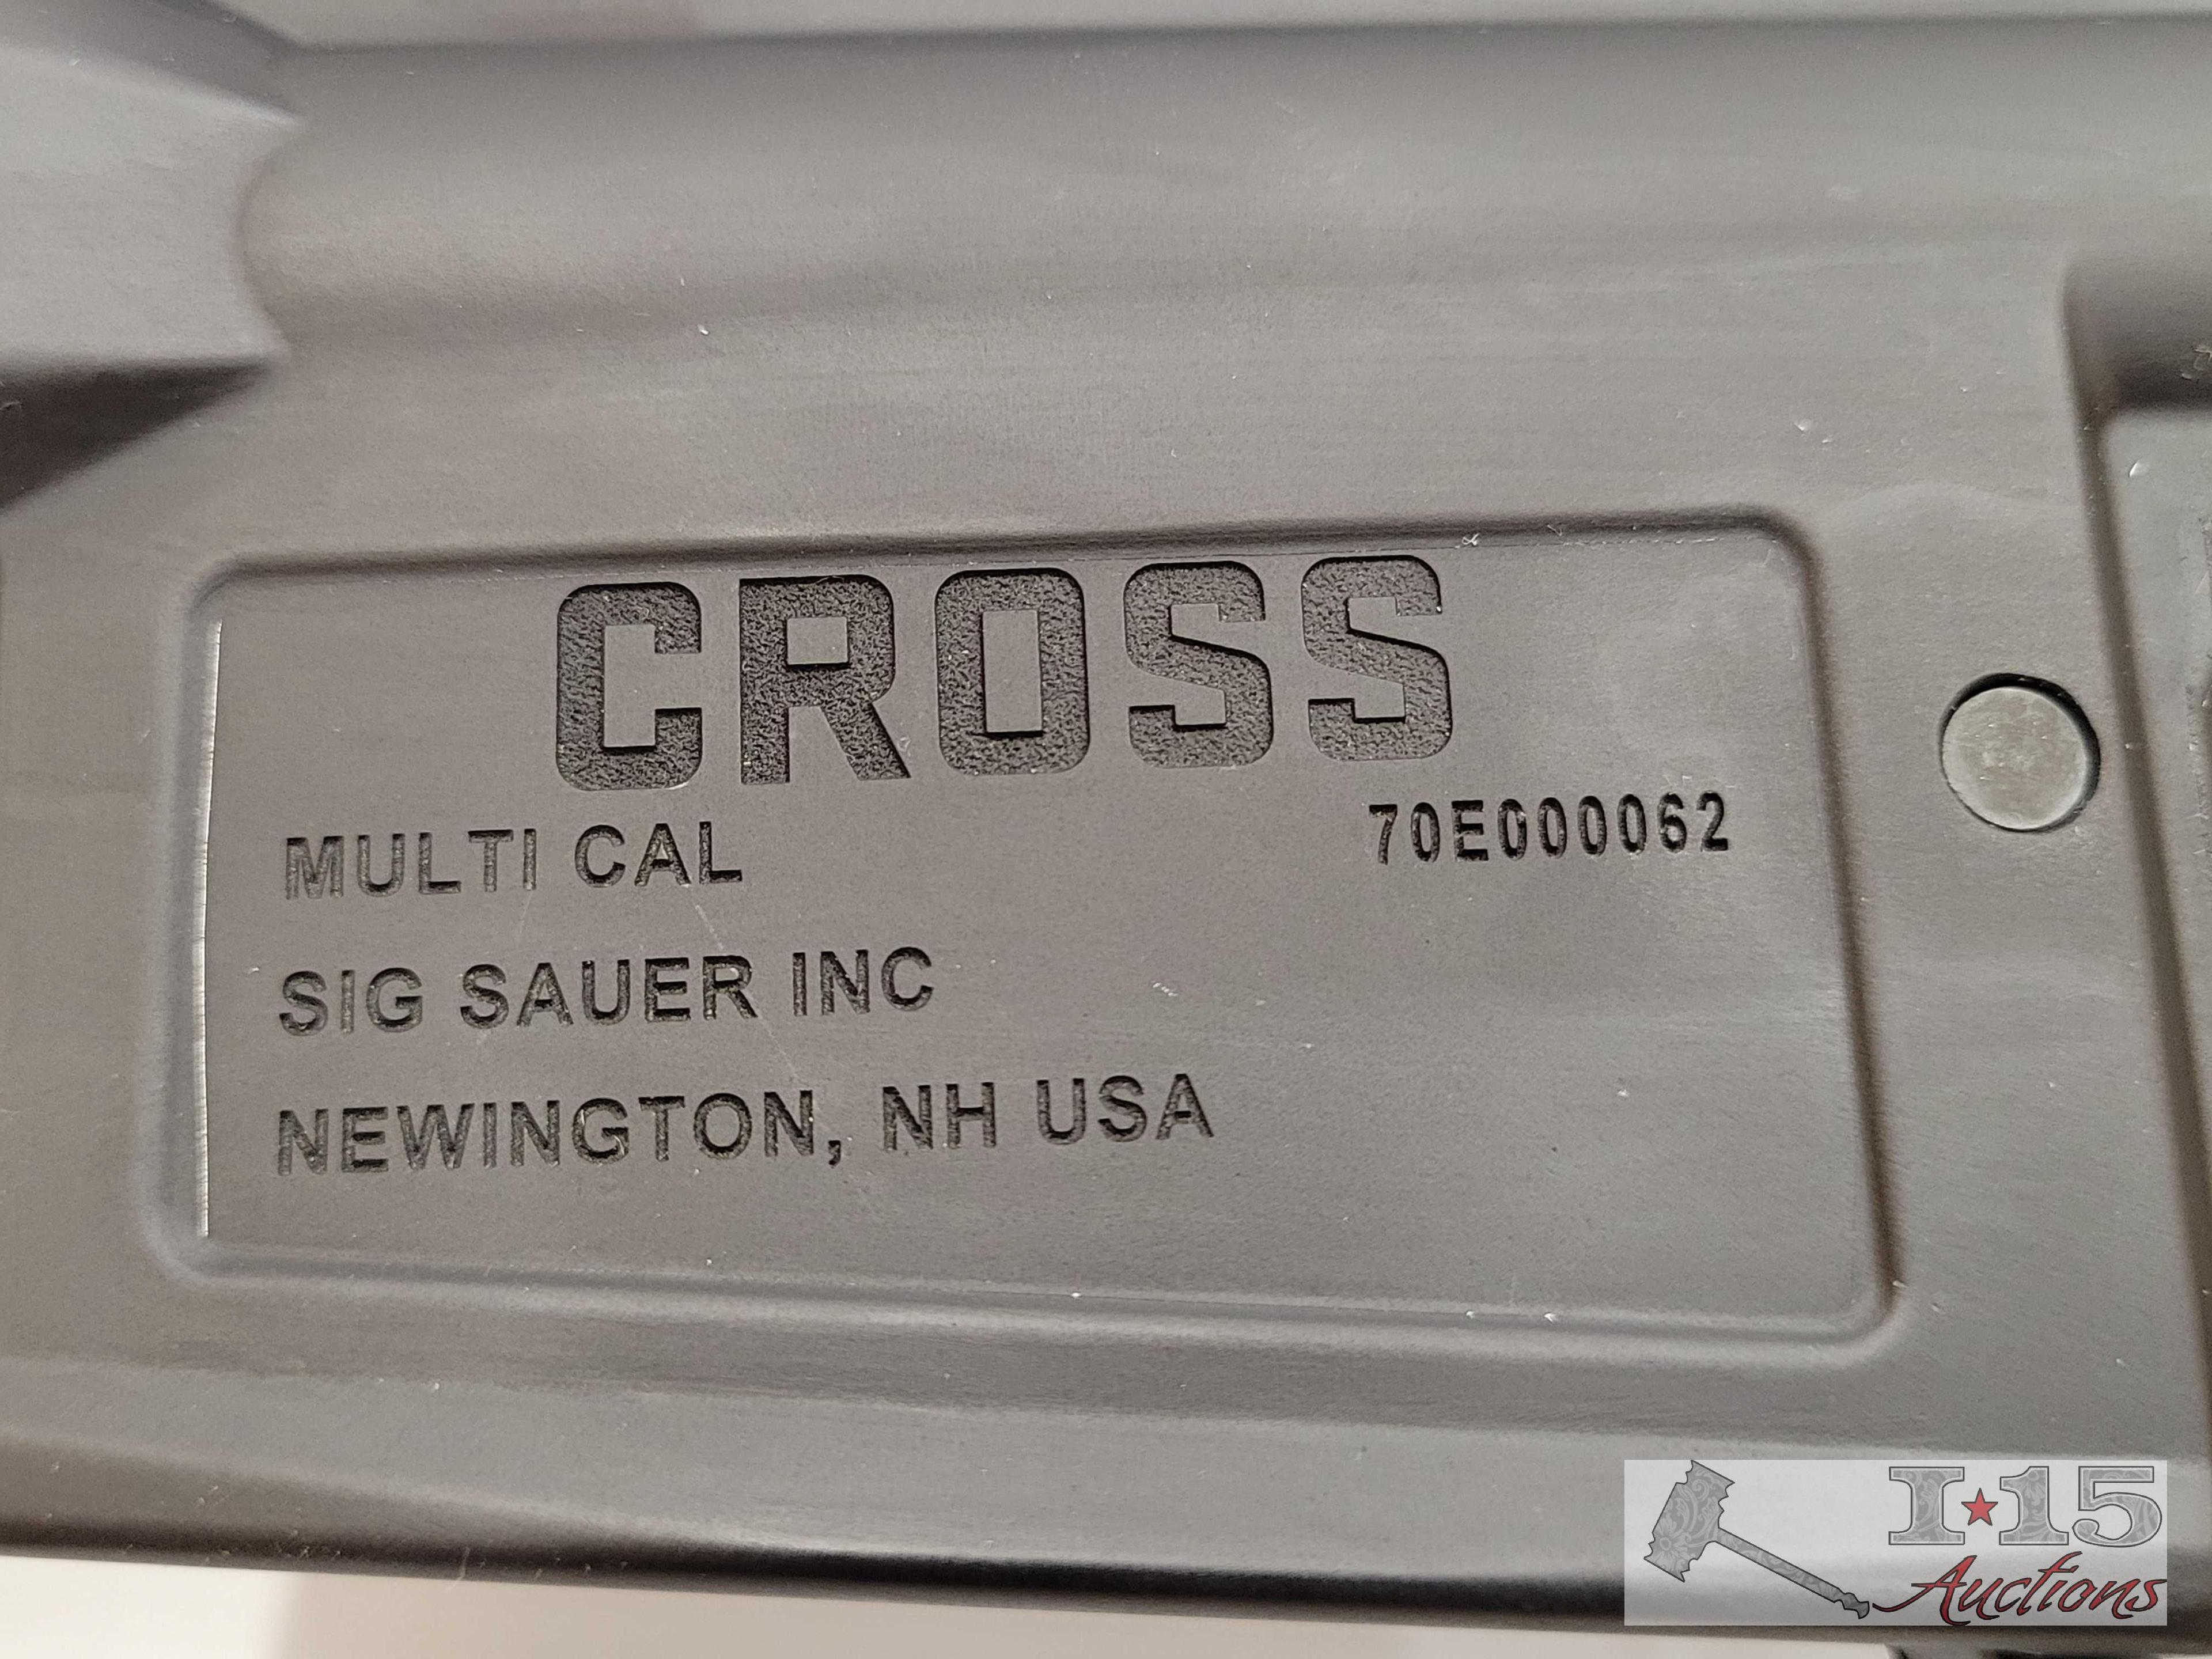 CROSS
MULTI CAL 70E000062
SIG SAUER INC
NEWINGTON, NH USA
I★15
Auctions